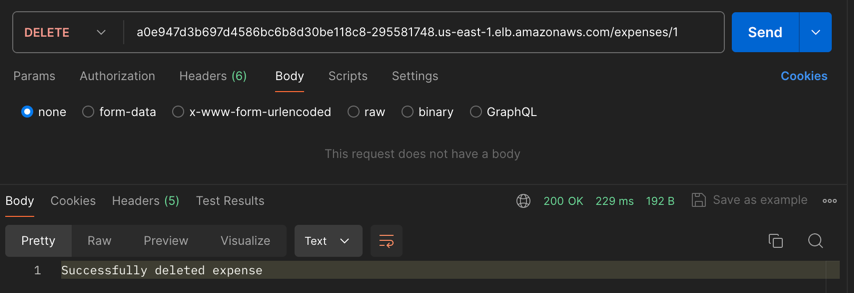 DELETE a0e947d3b697d4586bc6b8d30be118c8-295581748.us-east-1.elb.amazonaws.com/expenses/1 Send
Params Authorization Headers (6) Body Scripts Settings Cookies
none form-data x-www-form-urlencoded raw binary GraphQL
This request does not have a body
Body Cookies Headers (5) Test Results 200 OK 229 ms 192 B Save as example
Pretty Raw Preview Visualize Text
1 Successfully deleted expense